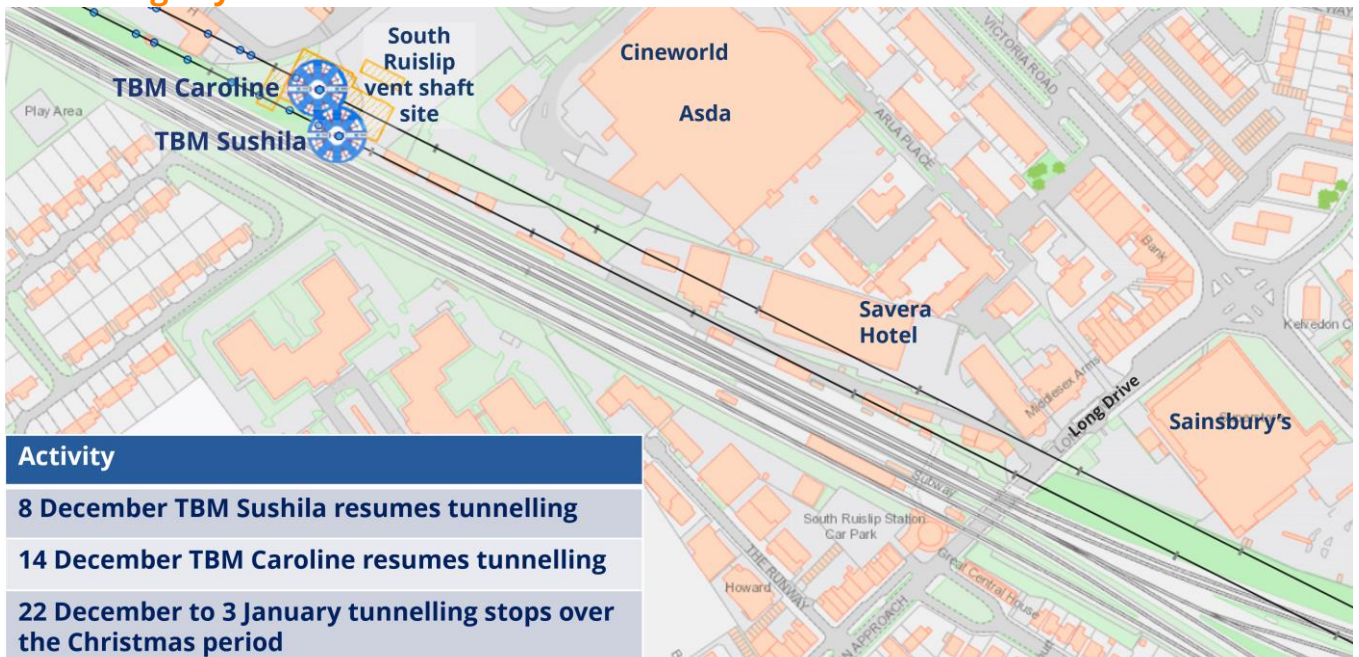 South
Ruislip
vent shaft
site
Cineworld
Asda
TBM Caroline
TBM Sushila
Play Area
VICTORIA ROAD
ARLA PLACE
Bank
Savera
Hotel
Kelvedon C
Middlesex Arms
Long Drive
Sainsbury's
Subway
South Ruislip Station
Car Park
THE RUNWAY
Howard
Great Central House
N APPROACH
Activity
8 December TBM Sushila resumes tunnelling
14 December TBM Caroline resumes tunnelling
22 December to 3 January tunnelling stops over
the Christmas period